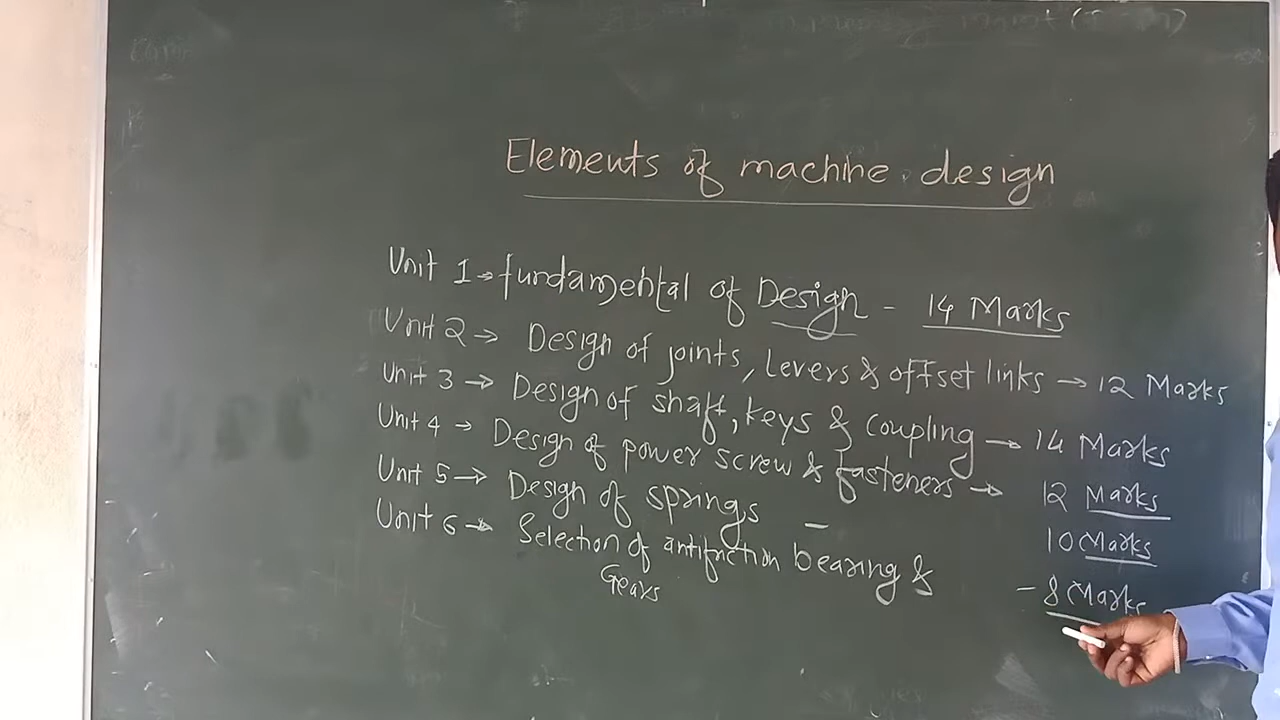 Elements of machine design
Unit 1 → fundamental of Design - 14 Marks
Unit 2 → Design of joints, Levers & offset links → 12 Marks
Unit 3 → Design of shaft, keys & coupling → 14 Marks
Unit 4 → Design of power screw & fasteners → 12 Marks
Unit 5 → Design of springs - 10 Marks
Unit 6 → Selection of antifriction bearing & - 8 Marks
Gears